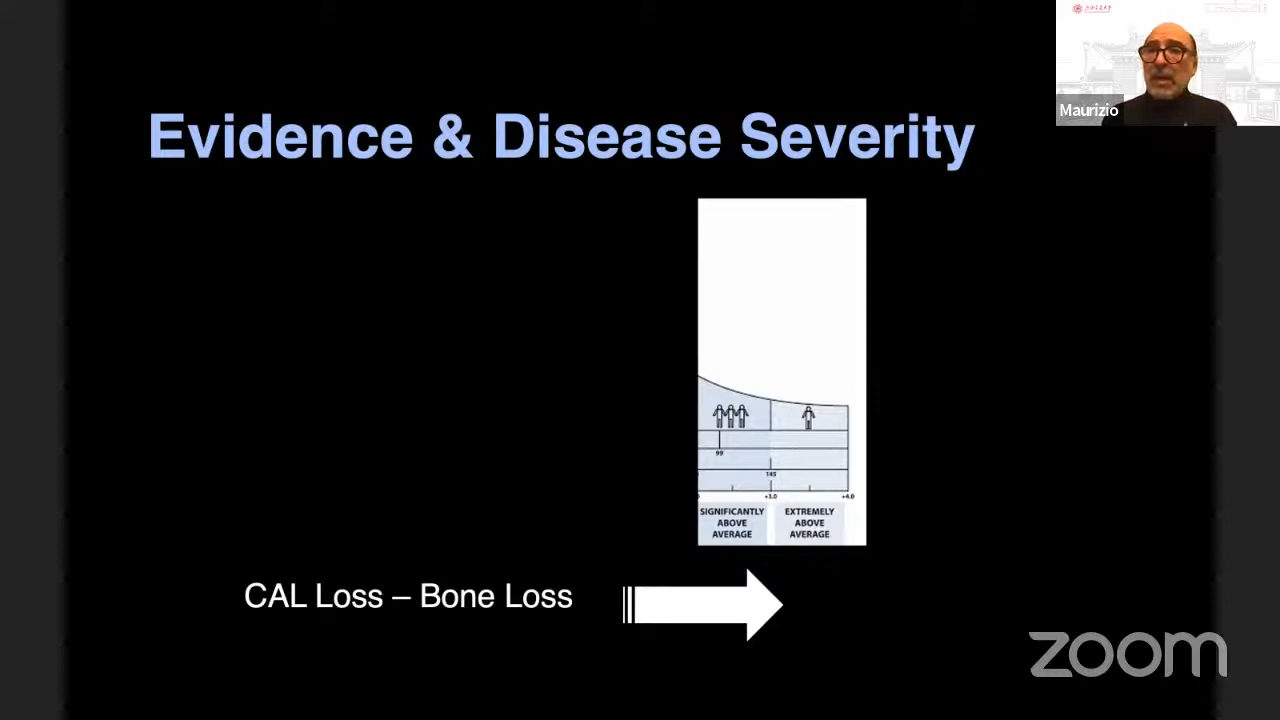 Maurizio
Evidence & Disease Severity
99
145
+3.0
+4.0
SIGNIFICANTLY
ABOVE
AVERAGE
EXTREMELY
ABOVE
AVERAGE
CAL Loss – Bone Loss
zoom